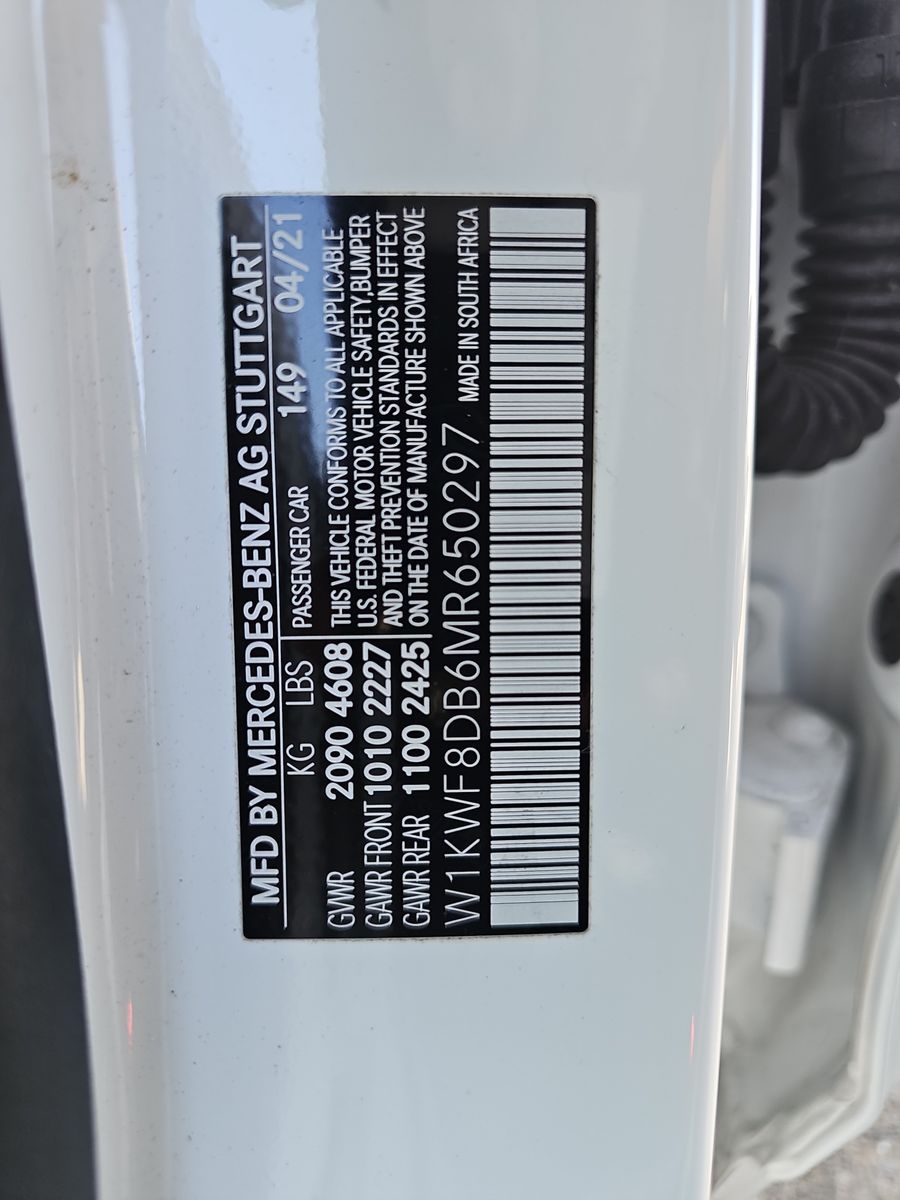 MFD BY MERCEDES-BENZ AG STUTTGART
KG LBS PASSENGER CAR 149 04/21
GVWR 2090 4608 THIS VEHICLE CONFORMS TO ALL APPLICABLE
GAWR FRONT 1010 2227 U.S. FEDERAL MOTOR VEHICLE SAFETY,BUMPER
GAWR REAR 1100 2425 AND THEFT PREVENTION STANDARDS IN EFFECT
ON THE DATE OF MANUFACTURE SHOWN ABOVE
W1KWF8DB6MR650297 MADE IN SOUTH AFRICA